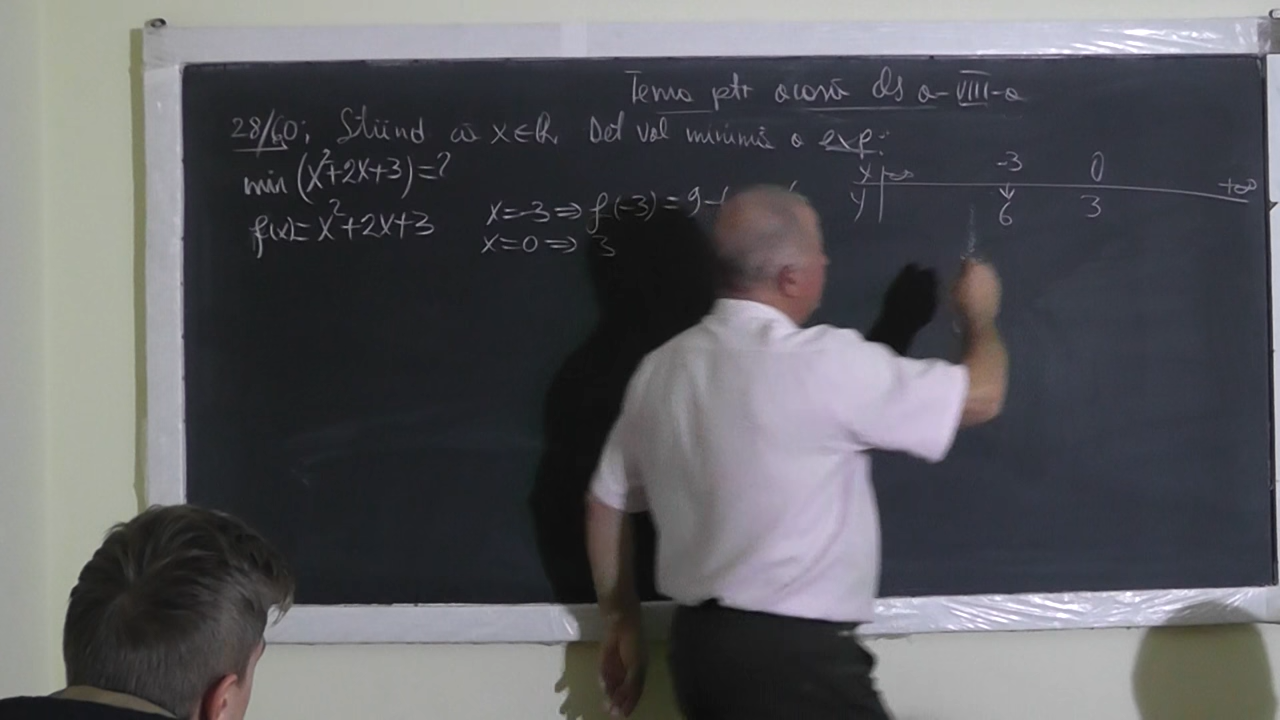 Temă ptr acasă cls a-VIII-a
28/60; Știind că x∈ℝ. Det val minimă a exp:
min (x²+2x+3)=?
f(x)=x²+2x+3
x=-3 ⇒ f(-3)=9-
x=0 ⇒ 3
x -∞ -3 0 +∞
y ↓ 6 3